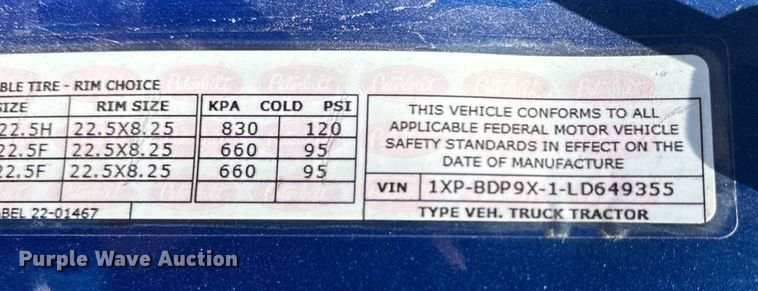 BLE TIRE - RIM CHOICE
SIZE RIM SIZE KPA COLD PSI
22.5H 22.5X8.25 830 120
22.5F 22.5X8.25 660 95
22.5F 22.5X8.25 660 95
ABEL 22-01467
THIS VEHICLE CONFORMS TO ALL
APPLICABLE FEDERAL MOTOR VEHICLE
SAFETY STANDARDS IN EFFECT ON THE
DATE OF MANUFACTURE
VIN 1XP-BDP9X-1-LD649355
TYPE VEH. TRUCK TRACTOR
Peterbilt
Purple Wave Auction